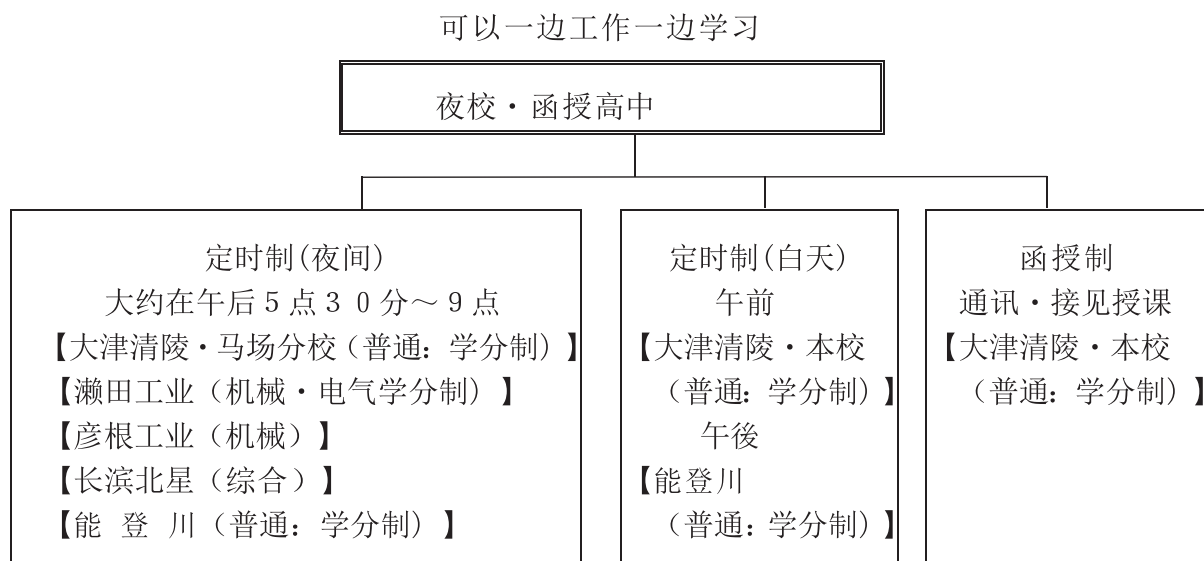 可以一边工作一边学习
夜校・函授高中
定时制(夜间)
大约在午后５点３０分～９点
【大津清陵・马场分校（普通：学分制）】
【濑田工业（机械・电气学分制）】
【彦根工业（机械）】
【长滨北星（综合）】
【能 登 川（普通：学分制）】
定时制(白天)
午前
【大津清陵・本校
（普通：学分制）】
午後
【能登川
（普通：学分制）】
函授制
通讯・接见授课
【大津清陵・本校
（普通：学分制）】